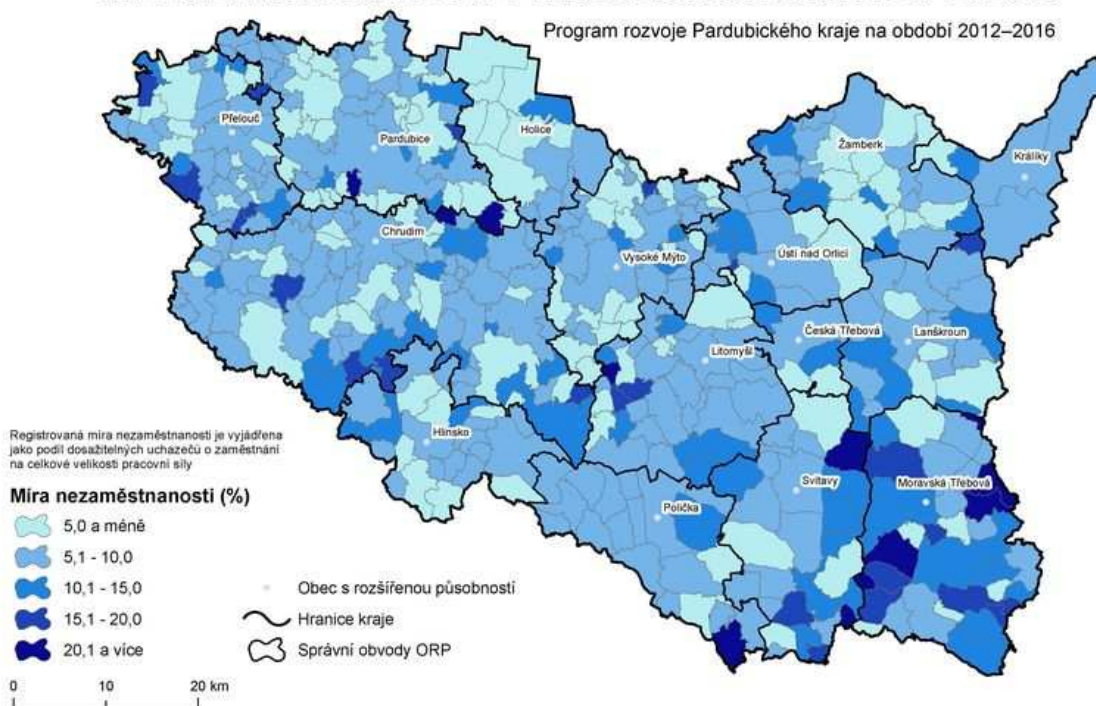 Program rozvoje Pardubického kraje na období 2012–2016
Přelouč
Pardubice
Holice
Žamberk
Králíky
Chrudim
Vysoké Mýto
Ústí nad Orlicí
Česká Třebová
Lanškroun
Litomyšl
Hlinsko
Svitavy
Moravská Třebová
Polička
Registrovaná míra nezaměstnanosti je vyjádřena
jako podíl dosažitelných uchazečů o zaměstnání
na celkové velikosti pracovní síly
Míra nezaměstnanosti (%)
5,0 a méně
5,1 - 10,0
10,1 - 15,0
15,1 - 20,0
20,1 a více
Obec s rozšířenou působností
Hranice kraje
Správní obvody ORP
0 10 20 km